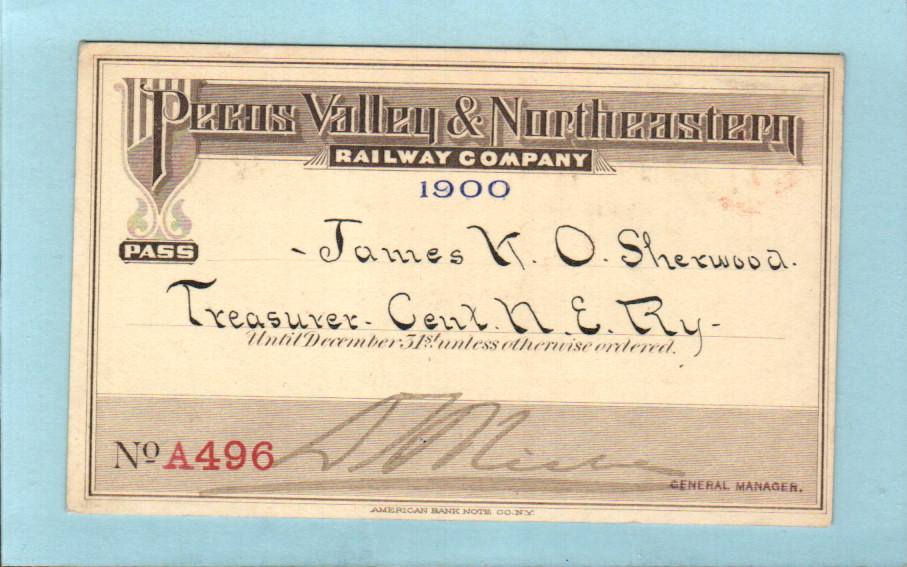 Pecos Valley & Northeastern
RAILWAY COMPANY
1900
PASS
- James K. O. Sherwood.
Treasurer - Cent. N. E. Ry -
Until December 31st. unless otherwise ordered.
No A496
GENERAL MANAGER.
AMERICAN BANK NOTE CO. N.Y.